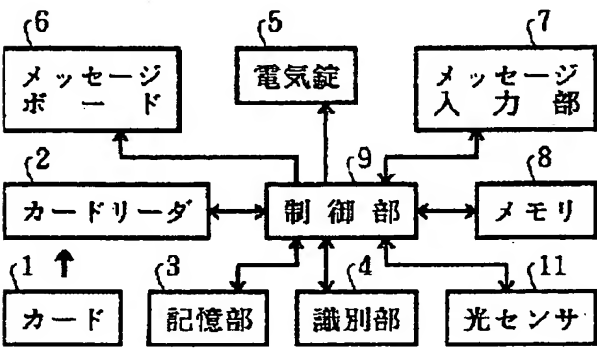 6
メッセージ
ボード
5
電気錠
7
メッセージ
入力部
2
カードリーダ
9
制御部
8
メモリ
1
カード
3
記憶部
4
識別部
11
光センサ